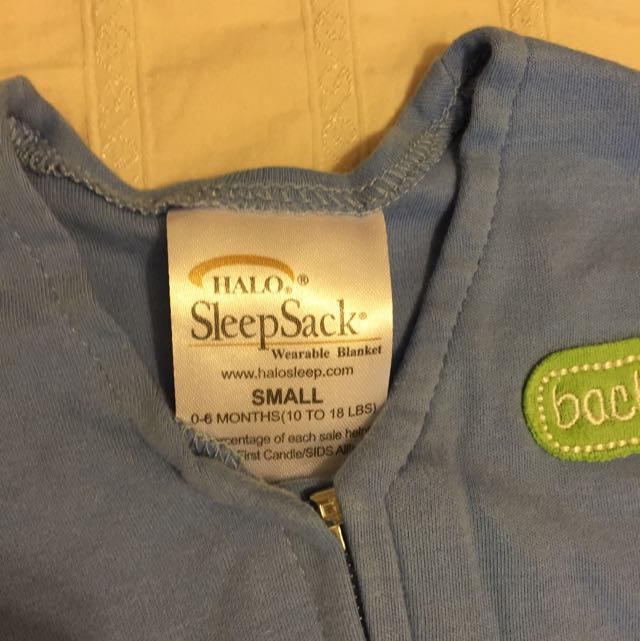 HALO®
SleepSack®
Wearable Blanket
www.halosleep.com
SMALL
0-6 MONTHS(10 TO 18 LBS)
of each sale
First Candle/SIDS
bac